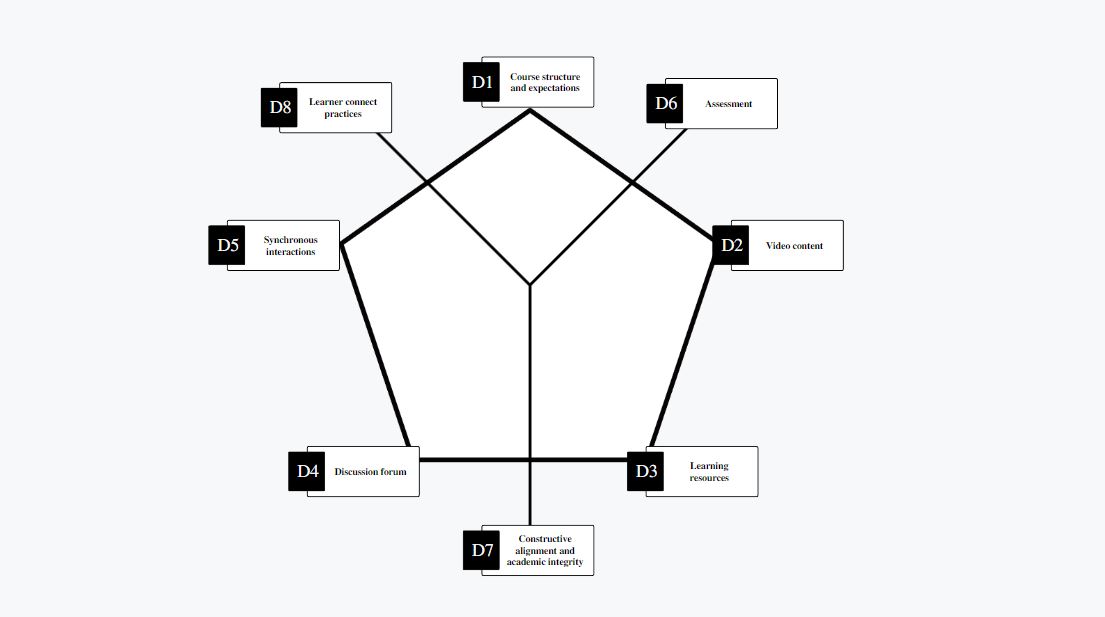 D1
Course structure
and expectations
D8
Learner connect
practices
D6
Assessment
D5
Synchronous
interactions
D2
Video content
D4
Discussion forum
D3
Learning
resources
D7
Constructive
alignment and
academic integrity